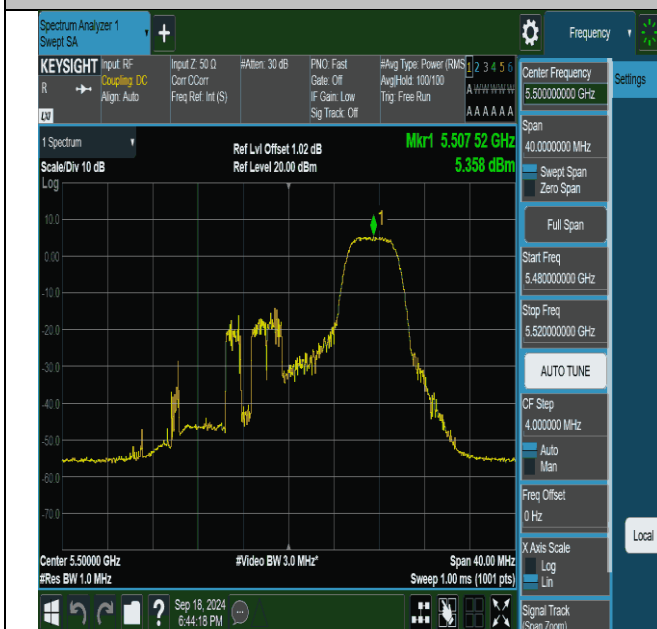 Spectrum Analyzer 1
Swept SA
Frequency
KEYSIGHT
R
LXI
Input: RF
Coupling: DC
Align: Auto
Input Z: 50 Ω
Corr CCorr
Freq Ref: Int (S)
#Atten: 30 dB
PNO: Fast
Gate: Off
IF Gain: Low
Sig Track: Off
#Avg Type: Power (RMS
Avg|Hold: 100/100
Trig: Free Run
1 2 3 4 5 6
A W W W W W
A A A A A A
1 Spectrum
Scale/Div 10 dB
Log
Ref Lvl Offset 1.02 dB
Ref Level 20.00 dBm
Mkr1 5.507 52 GHz
5.358 dBm
1
10.0
0.00
-10.0
-20.0
-30.0
-40.0
-50.0
-60.0
-70.0
Center 5.50000 GHz
#Res BW 1.0 MHz
#Video BW 3.0 MHz*
Span 40.00 MHz
Sweep 1.00 ms (1001 pts)
Sep 18, 2024
6:44:18 PM
Center Frequency
5.500000000 GHz
Span
40.0000000 MHz
Swept Span
Zero Span
Full Span
Start Freq
5.480000000 GHz
Stop Freq
5.520000000 GHz
AUTO TUNE
CF Step
4.000000 MHz
Auto
Man
Freq Offset
0 Hz
X Axis Scale
Log
Lin
Signal Track
(Span Zoom)
Settings
Local